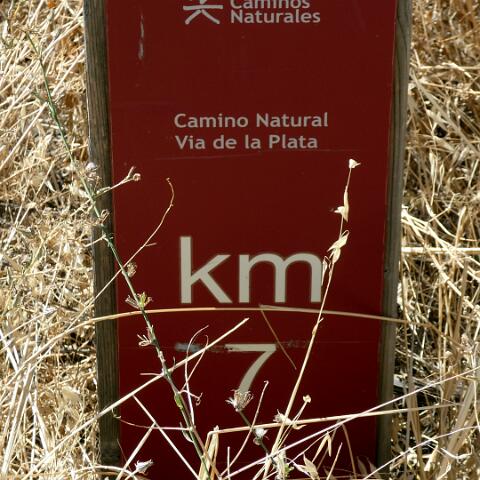 Caminos
Naturales
Camino Natural
Via de la Plata
km
7